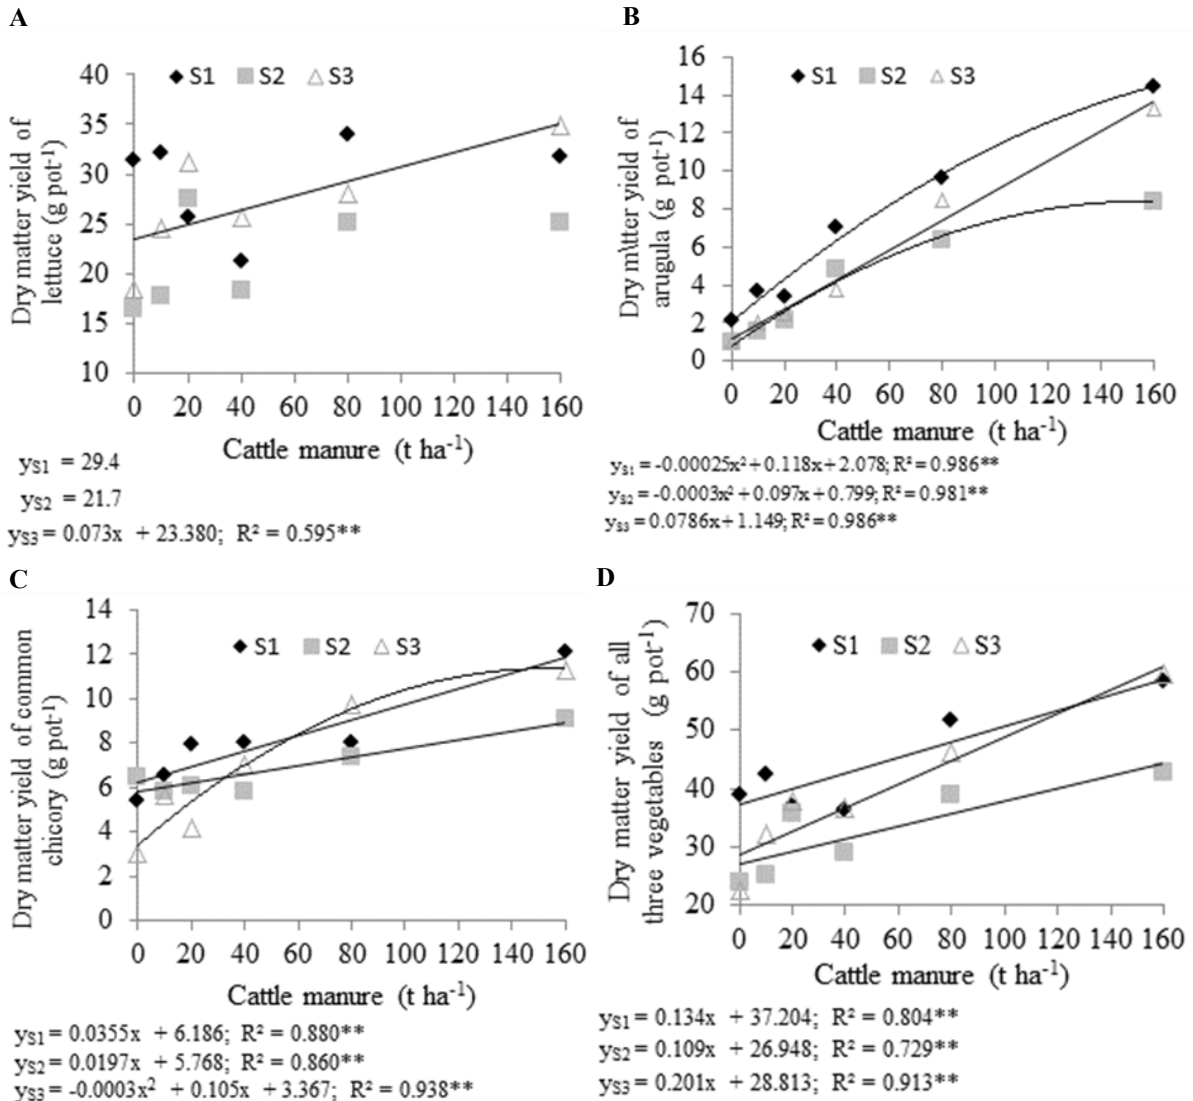 A
S1 S2 S3
Dry matter yield of
lettuce (g pot⁻¹)
40
35
30
25
20
15
10
0 20 40 60 80 100 120 140 160
Cattle manure (t ha⁻¹)
yS1 = 29.4
yS2 = 21.7
yS3 = 0.073x + 23.380; R² = 0.595**
B
S1 S2 S3
Dry m\tter yield of
arugula (g pot⁻¹)
16
14
12
10
8
6
4
2
0
0 20 40 60 80 100 120 140 160
Cattle manure (t ha⁻¹)
yS1 = -0.00025x² + 0.118x + 2.078; R² = 0.986**
yS2 = -0.0003x² + 0.097x + 0.799; R² = 0.981**
yS3 = 0.0786x + 1.149; R² = 0.986**
C
S1 S2 S3
Dry matter yield of common
chicory (g pot⁻¹)
14
12
10
8
6
4
2
0
0 20 40 60 80 100 120 140 160
Cattle manure (t ha⁻¹)
yS1 = 0.0355x + 6.186; R² = 0.880**
yS2 = 0.0197x + 5.768; R² = 0.860**
yS3 = -0.0003x² + 0.105x + 3.367; R² = 0.938**
D
S1 S2 S3
Dry matter yield of all
three vegetables (g pot⁻¹)
70
60
50
40
30
20
0 20 40 60 80 100 120 140 160
Cattle manure (t ha⁻¹)
yS1 = 0.134x + 37.204; R² = 0.804**
yS2 = 0.109x + 26.948; R² = 0.729**
yS3 = 0.201x + 28.813; R² = 0.913**